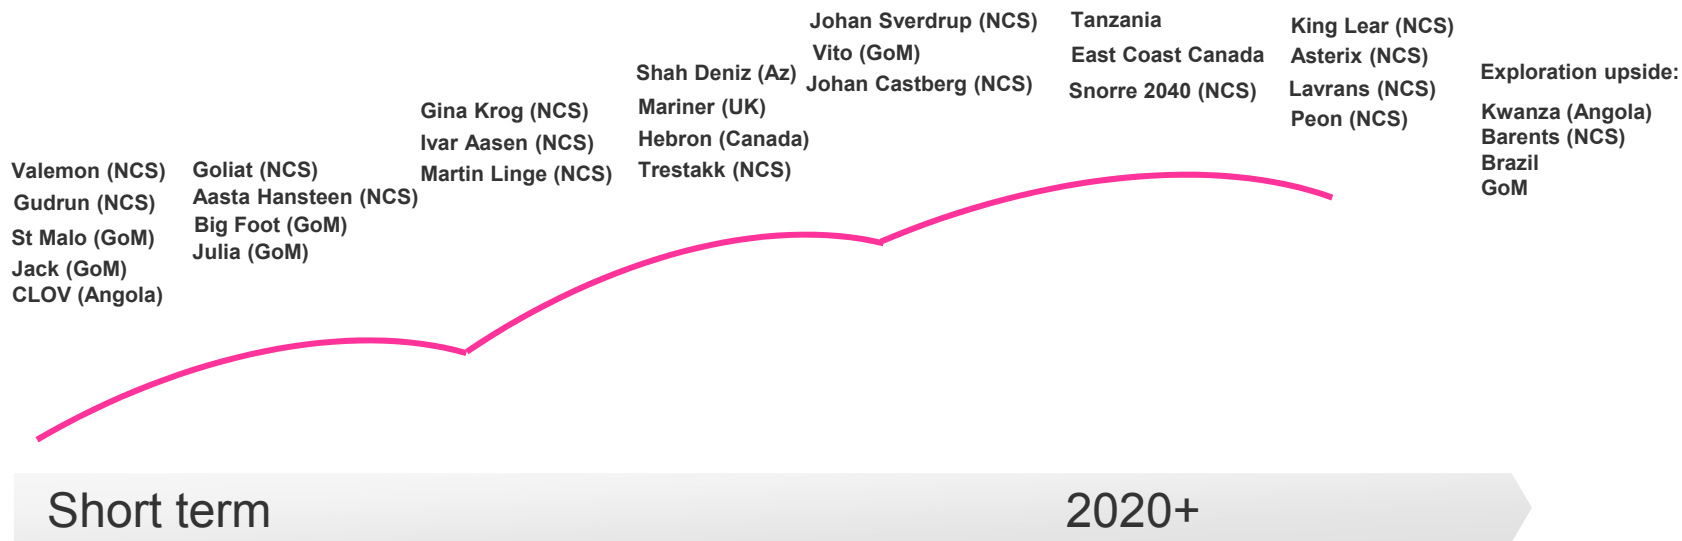 Valemon (NCS)
Gudrun (NCS)
St Malo (GoM)
Jack (GoM)
CLOV (Angola)
Goliat (NCS)
Aasta Hansteen (NCS)
Big Foot (GoM)
Julia (GoM)
Gina Krog (NCS)
Ivar Aasen (NCS)
Martin Linge (NCS)
Shah Deniz (Az)
Mariner (UK)
Hebron (Canada)
Trestakk (NCS)
Johan Sverdrup (NCS)
Vito (GoM)
Johan Castberg (NCS)
Tanzania
East Coast Canada
Snorre 2040 (NCS)
King Lear (NCS)
Asterix (NCS)
Lavrans (NCS)
Peon (NCS)
Exploration upside:
Kwanza (Angola)
Barents (NCS)
Brazil
GoM
Short term
2020+